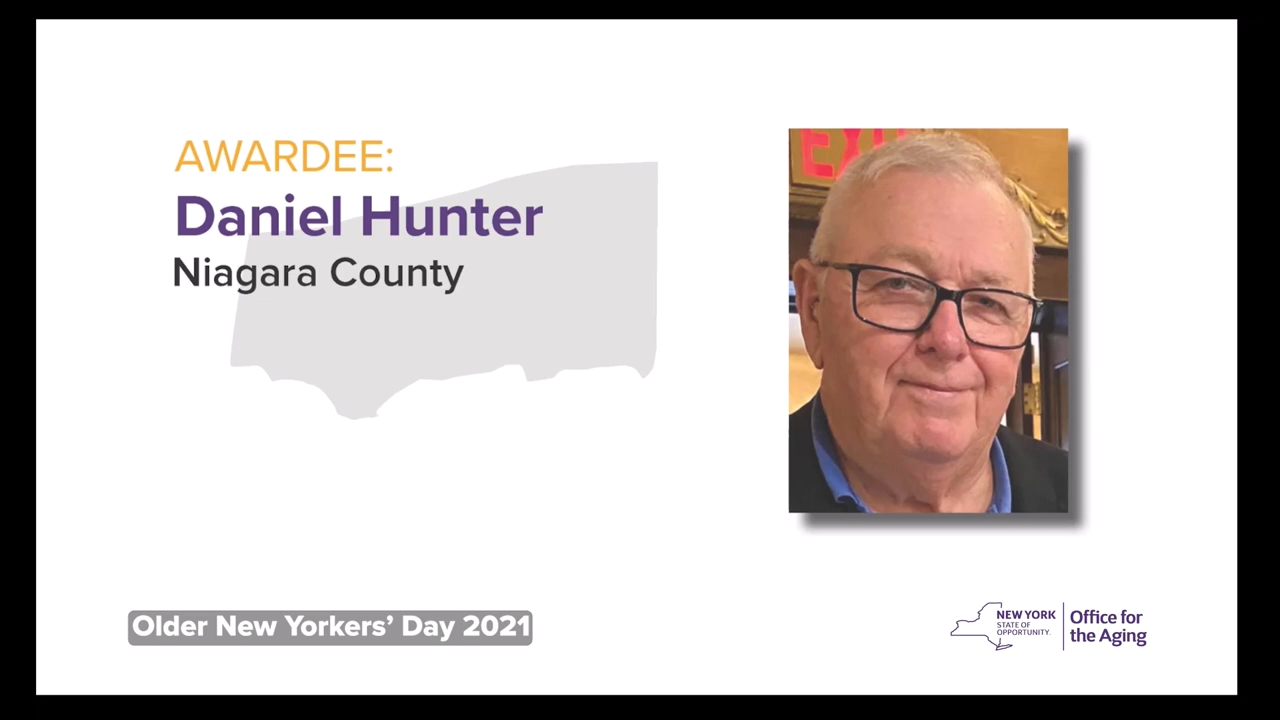 AWARDEE:
Daniel Hunter
Niagara County
EXI
Older New Yorkers' Day 2021
NEW YORK
STATE OF
OPPORTUNITY.
Office for
the Aging